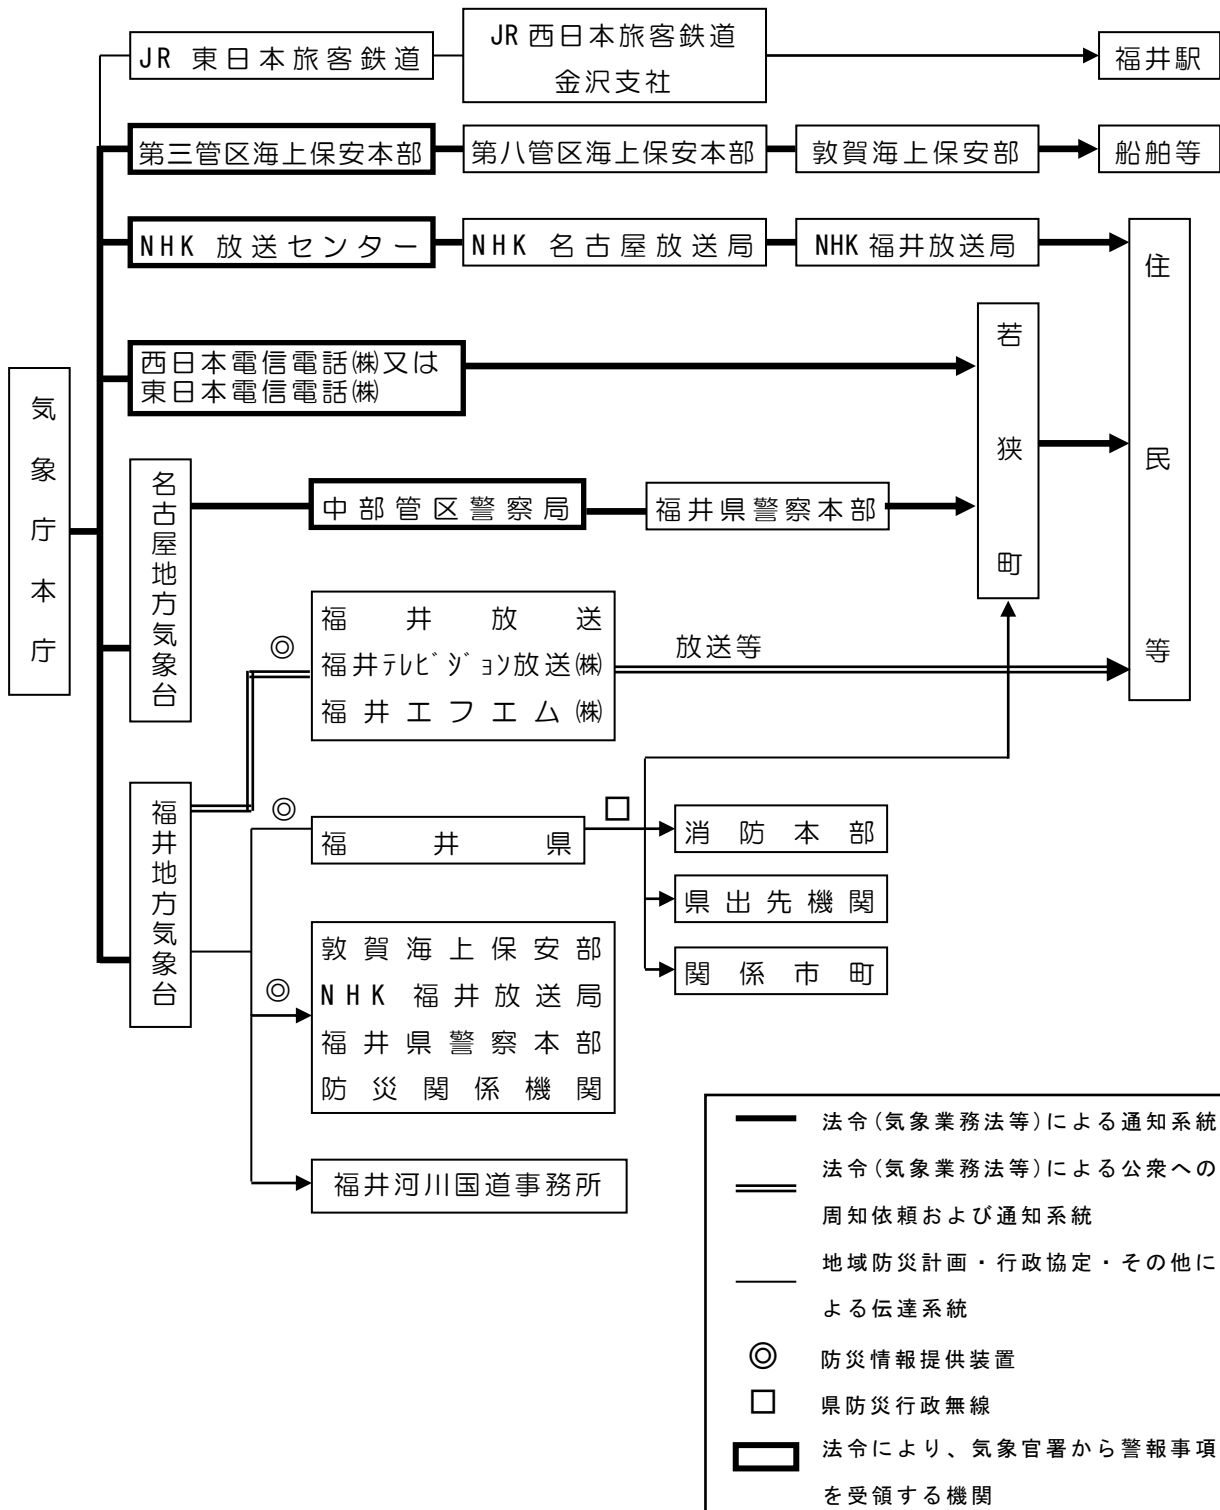 JR 東日本旅客鉄道
JR 西日本旅客鉄道
金沢支社
福井駅
第三管区海上保安本部
第八管区海上保安本部
敦賀海上保安部
船舶等
NHK 放送センター
NHK 名古屋放送局
NHK 福井放送局
住民等
若狭町
西日本電信電話㈱又は
東日本電信電話㈱
気象庁本庁
名古屋地方気象台
中部管区警察局
福井県警察本部
◎
福井放送
福井ﾃﾚﾋﾞｼﾞｮﾝ放送㈱
福井エフエム㈱
放送等
福井地方気象台
◎
福井県
□
消防本部
県出先機関
関係市町
◎
敦賀海上保安部
NHK 福井放送局
福井県警察本部
防災関係機関
福井河川国道事務所
法令(気象業務法等)による通知系統
法令(気象業務法等)による公衆への
周知依頼および通知系統
地域防災計画・行政協定・その他に
よる伝達系統
◎ 防災情報提供装置
□ 県防災行政無線
法令により、気象官署から警報事項
を受領する機関